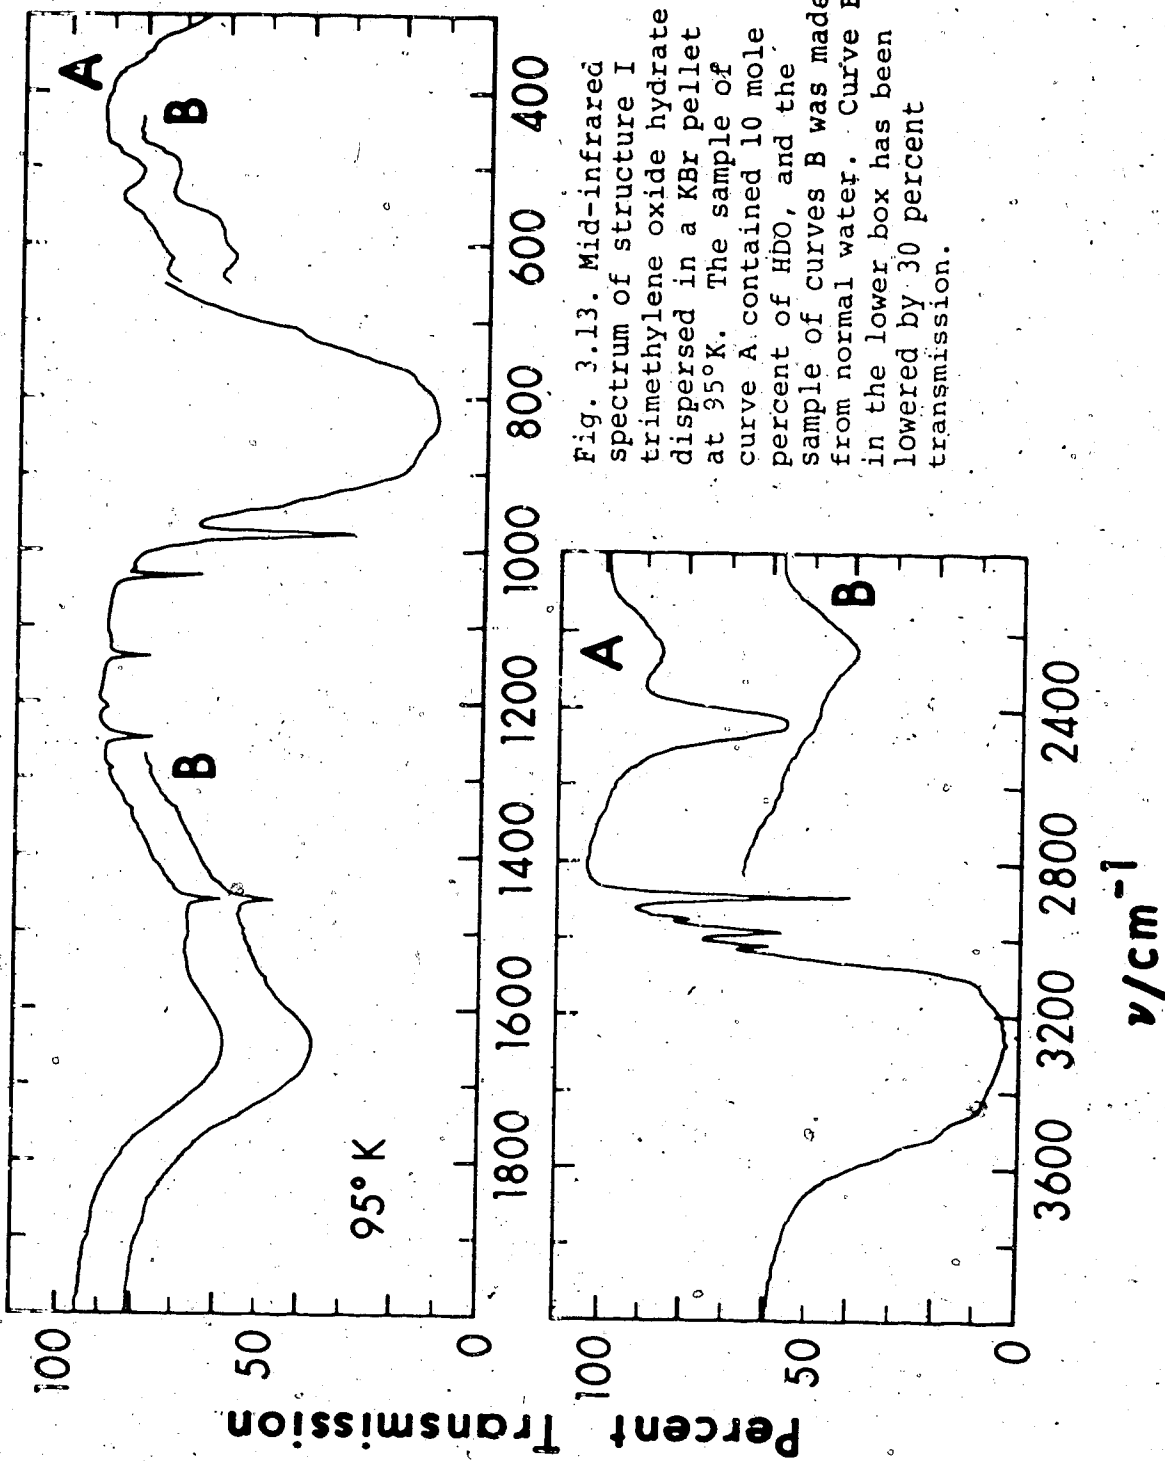 Percent Transmission
100
50
0
A
B
B
95° K
1800
1600
1400
1200
1000
800
600
400
100
50
0
A
B
3600
3200
2800
2400
ν/cm⁻¹
Fig. 3.13. Mid-infrared
spectrum of structure I
trimethylene oxide hydrate
dispersed in a KBr pellet
at 95°K. The sample of
curve A contained 10 mole
percent of HDO, and the
sample of curves B was made
from normal water. Curve B
in the lower box has been
lowered by 30 percent
transmission.